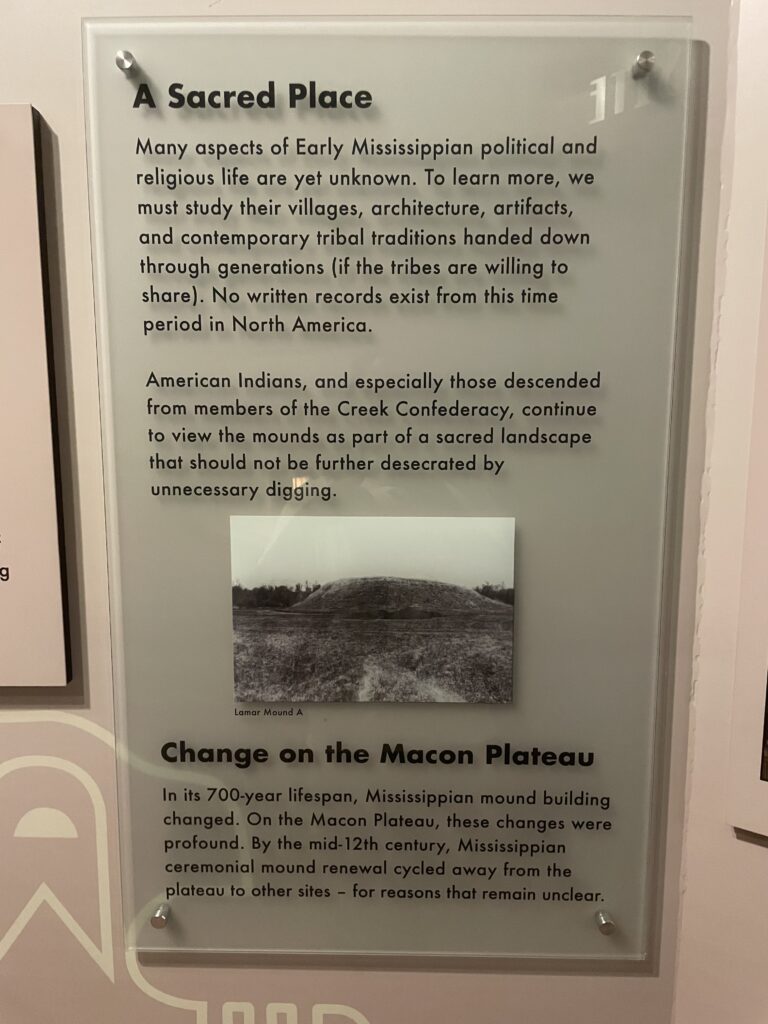 A Sacred Place
Many aspects of Early Mississippian political and
religious life are yet unknown. To learn more, we
must study their villages, architecture, artifacts,
and contemporary tribal traditions handed down
through generations (if the tribes are willing to
share). No written records exist from this time
period in North America.
American Indians, and especially those descended
from members of the Creek Confederacy, continue
to view the mounds as part of a sacred landscape
that should not be further desecrated by
unnecessary digging.
Lamar Mound A
Change on the Macon Plateau
In its 700-year lifespan, Mississippian mound building
changed. On the Macon Plateau, these changes were
profound. By the mid-12th century, Mississippian
ceremonial mound renewal cycled away from the
plateau to other sites – for reasons that remain unclear.